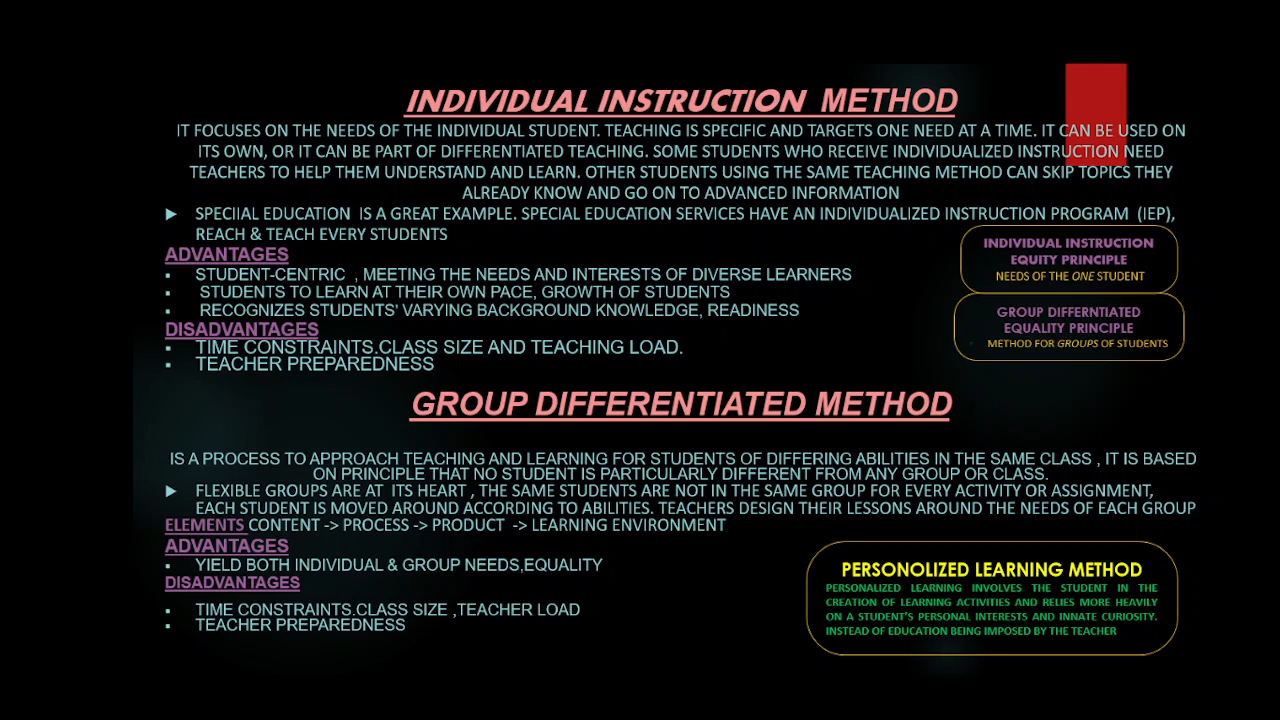 INDIVIDUAL INSTRUCTION METHOD
IT FOCUSES ON THE NEEDS OF THE INDIVIDUAL STUDENT. TEACHING IS SPECIFIC AND TARGETS ONE NEED AT A TIME. IT CAN BE USED ON
ITS OWN, OR IT CAN BE PART OF DIFFERENTIATED TEACHING. SOME STUDENTS WHO RECEIVE INDIVIDUALIZED INSTRUCTION NEED
TEACHERS TO HELP THEM UNDERSTAND AND LEARN. OTHER STUDENTS USING THE SAME TEACHING METHOD CAN SKIP TOPICS THEY
ALREADY KNOW AND GO ON TO ADVANCED INFORMATION
▶ SPECIIAL EDUCATION IS A GREAT EXAMPLE. SPECIAL EDUCATION SERVICES HAVE AN INDIVIDUALIZED INSTRUCTION PROGRAM (IEP),
REACH & TEACH EVERY STUDENTS
ADVANTAGES
▪ STUDENT-CENTRIC , MEETING THE NEEDS AND INTERESTS OF DIVERSE LEARNERS
▪ STUDENTS TO LEARN AT THEIR OWN PACE, GROWTH OF STUDENTS
▪ RECOGNIZES STUDENTS' VARYING BACKGROUND KNOWLEDGE, READINESS
DISADVANTAGES
▪ TIME CONSTRAINTS.CLASS SIZE AND TEACHING LOAD.
▪ TEACHER PREPAREDNESS
INDIVIDUAL INSTRUCTION
EQUITY PRINCIPLE
NEEDS OF THE ONE STUDENT
GROUP DIFFERNTIATED
EQUALITY PRINCIPLE
METHOD FOR GROUPS OF STUDENTS
GROUP DIFFERENTIATED METHOD
IS A PROCESS TO APPROACH TEACHING AND LEARNING FOR STUDENTS OF DIFFERING ABILITIES IN THE SAME CLASS , IT IS BASED
ON PRINCIPLE THAT NO STUDENT IS PARTICULARLY DIFFERENT FROM ANY GROUP OR CLASS.
▶ FLEXIBLE GROUPS ARE AT ITS HEART , THE SAME STUDENTS ARE NOT IN THE SAME GROUP FOR EVERY ACTIVITY OR ASSIGNMENT,
EACH STUDENT IS MOVED AROUND ACCORDING TO ABILITIES. TEACHERS DESIGN THEIR LESSONS AROUND THE NEEDS OF EACH GROUP
ELEMENTS CONTENT -> PROCESS -> PRODUCT -> LEARNING ENVIRONMENT
ADVANTAGES
▪ YIELD BOTH INDIVIDUAL & GROUP NEEDS,EQUALITY
DISADVANTAGES
▪ TIME CONSTRAINTS.CLASS SIZE ,TEACHER LOAD
▪ TEACHER PREPAREDNESS
PERSONOLIZED LEARNING METHOD
PERSONALIZED LEARNING INVOLVES THE STUDENT IN THE
CREATION OF LEARNING ACTIVITIES AND RELIES MORE HEAVILY
ON A STUDENT'S PERSONAL INTERESTS AND INNATE CURIOSITY.
INSTEAD OF EDUCATION BEING IMPOSED BY THE TEACHER